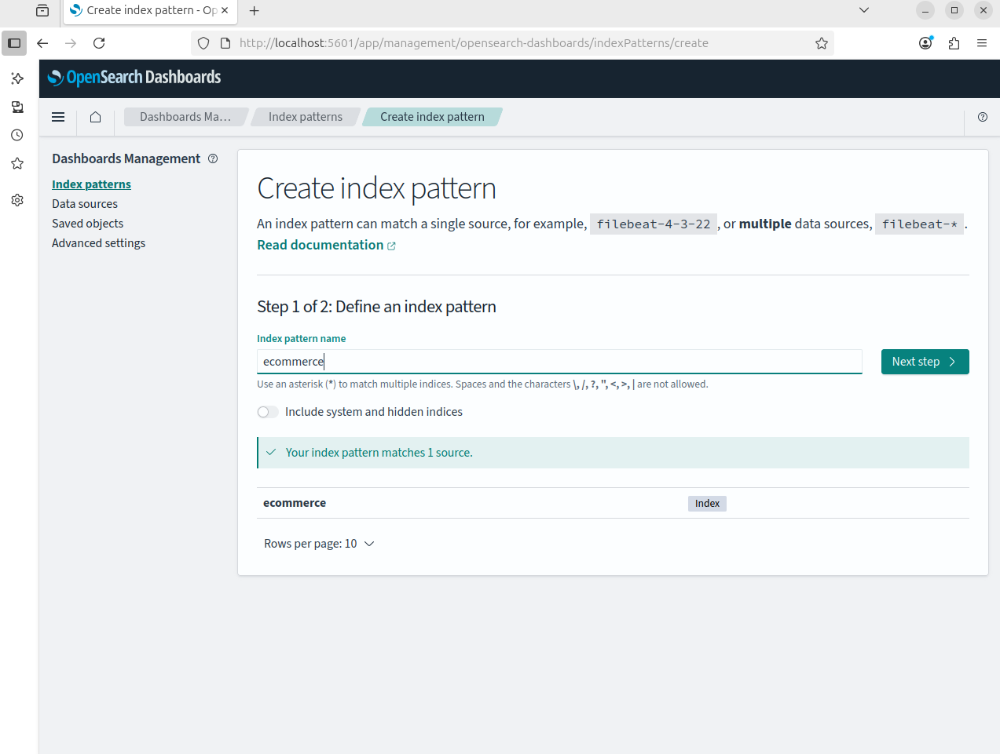 Create index pattern - Op
http://localhost:5601/app/management/opensearch-dashboards/indexPatterns/create
OpenSearch Dashboards
Dashboards Ma…
Index patterns
Create index pattern
Dashboards Management
Index patterns
Data sources
Saved objects
Advanced settings
Create index pattern
An index pattern can match a single source, for example, filebeat-4-3-22 , or multiple data sources, filebeat-* .
Read documentation
Step 1 of 2: Define an index pattern
Index pattern name
ecommerce
Next step
Use an asterisk (*) to match multiple indices. Spaces and the characters \, /, ?, ", <, >, | are not allowed.
Include system and hidden indices
Your index pattern matches 1 source.
ecommerce
Index
Rows per page: 10